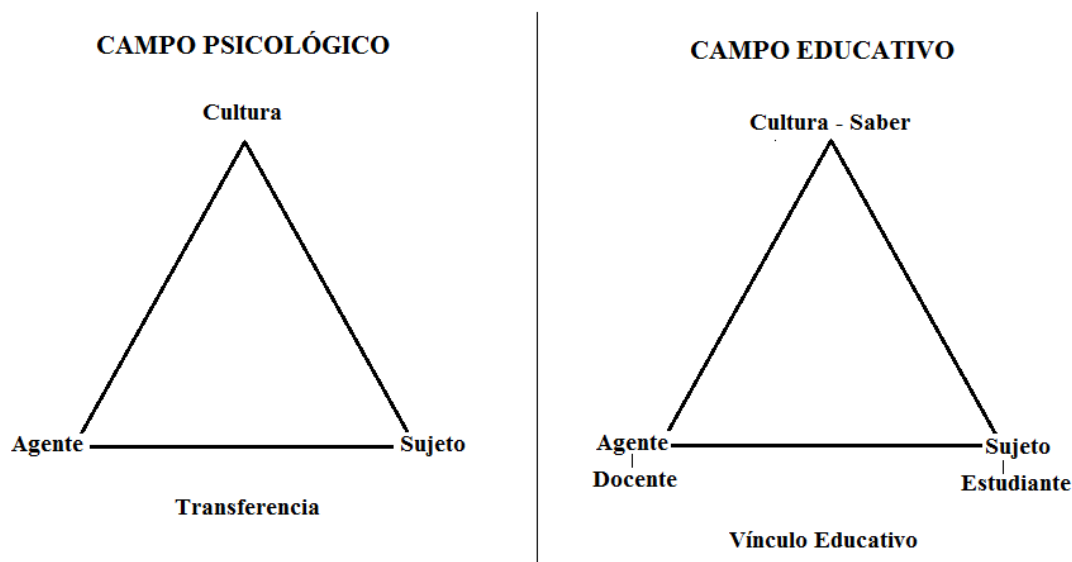 CAMPO PSICOLÓGICO
Cultura
Agente
Sujeto
Transferencia
CAMPO EDUCATIVO
Cultura - Saber
Agente
Docente
Sujeto
Estudiante
Vínculo Educativo